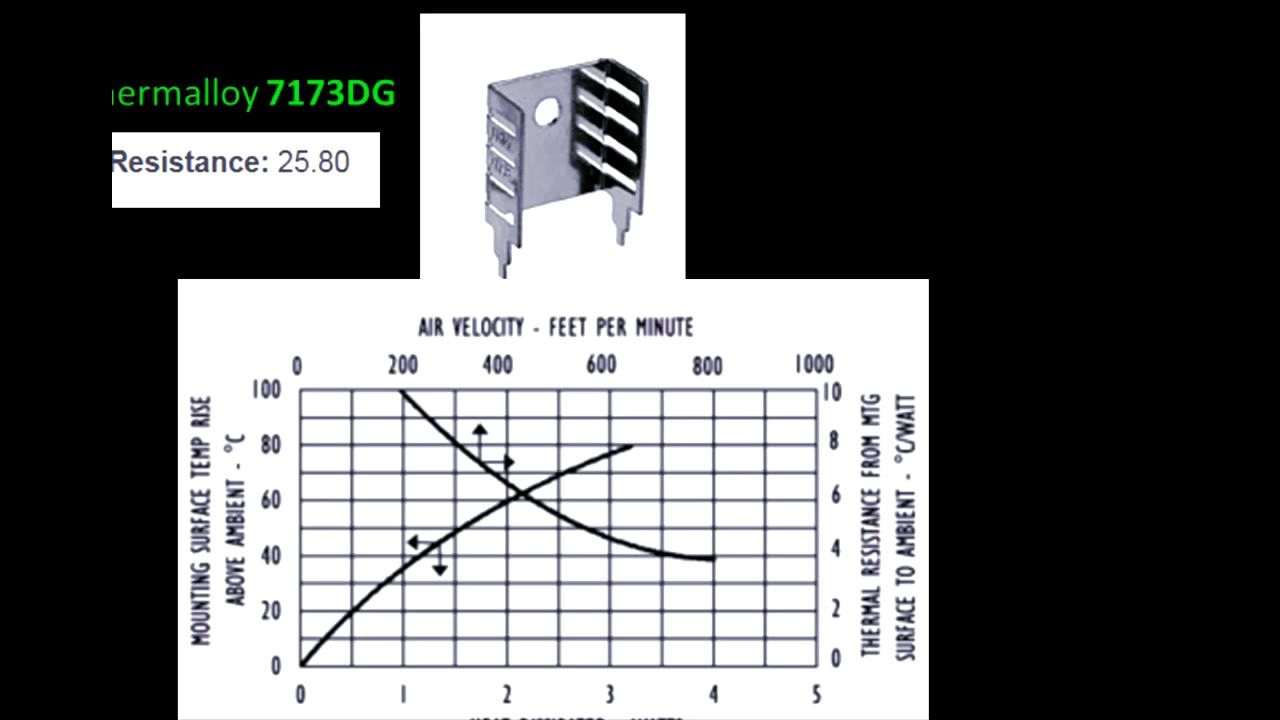 ermalloy 7173DG
Resistance: 25.80
AIR VELOCITY - FEET PER MINUTE
0 200 400 600 800 1000
100 80 60 40 20 0
MOUNTING SURFACE TEMP RISE
ABOVE AMBIENT - °C
10 8 6 4 2 0
THERMAL RESISTANCE FROM MTG
SURFACE TO AMBIENT - °C/WATT
0 1 2 3 4 5